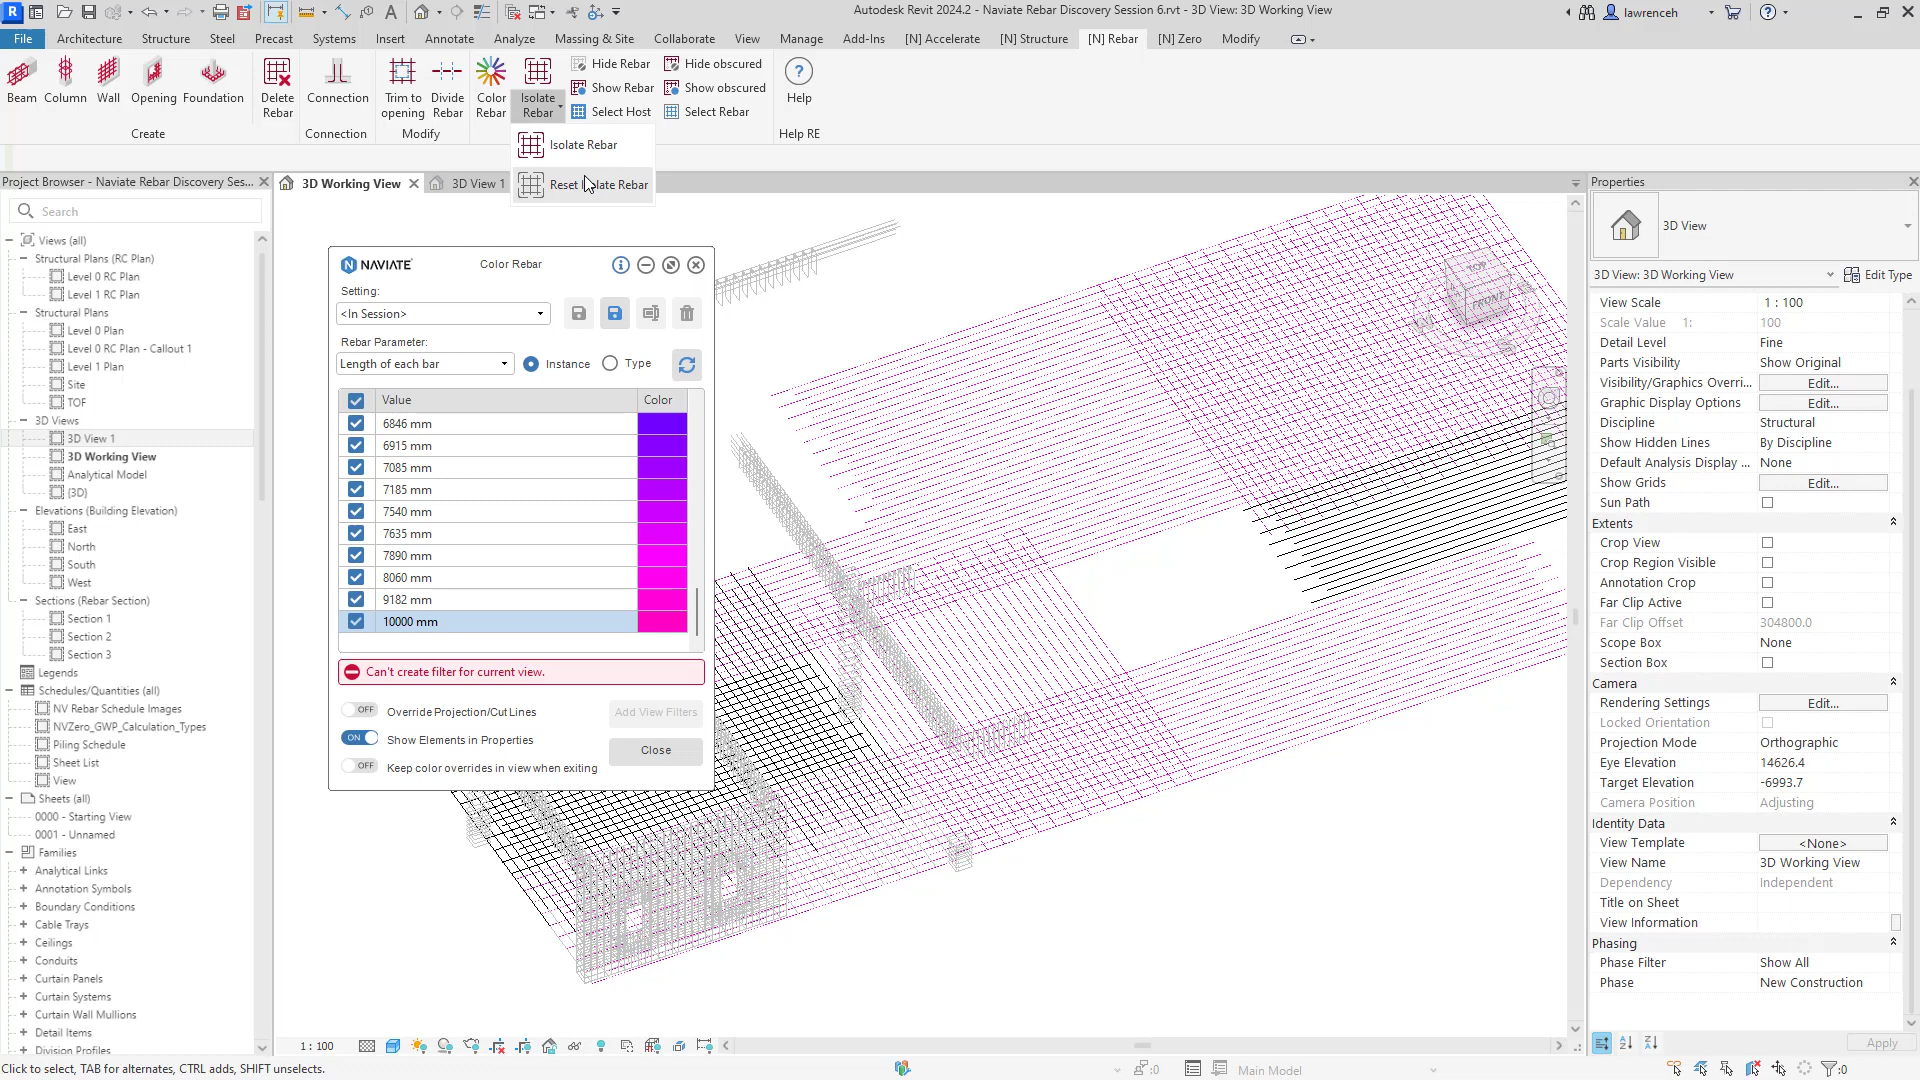 Autodesk Revit 2024.2 - Naviate Rebar Discovery Session 6.rvt - 3D View: 3D Working View
lawrenceh
File
Architecture
Structure
Steel
Precast
Systems
Insert
Annotate
Analyze
Massing & Site
Collaborate
View
Manage
Add-Ins
[N] Accelerate
[N] Structure
[N] Rebar
[N] Zero
Modify
Beam
Column
Wall
Opening
Foundation
Create
Delete
Rebar
Connection
Connection
Trim to
opening
Divide
Rebar
Modify
Color
Rebar
Isolate
Rebar
Hide Rebar
Show Rebar
Select Host
Hide obscured
Show obscured
Select Rebar
Help
Help RE
Isolate Rebar
Reset Isolate Rebar
Project Browser - Naviate Rebar Discovery Ses...
3D Working View
3D View 1
Search
Views (all)
Structural Plans (RC Plan)
Level 0 RC Plan
Level 1 RC Plan
Structural Plans
Level 0 Plan
Level 0 RC Plan - Callout 1
Level 1 Plan
Site
TOF
3D Views
3D View 1
3D Working View
Analytical Model
{3D}
Elevations (Building Elevation)
East
North
South
West
Sections (Rebar Section)
Section 1
Section 2
Section 3
Legends
Schedules/Quantities (all)
NV Rebar Schedule Images
NVZero_GWP_Calculation_Types
Piling Schedule
Sheet List
View
Sheets (all)
0000 - Starting View
0001 - Unnamed
Families
Analytical Links
Annotation Symbols
Boundary Conditions
Cable Trays
Ceilings
Conduits
Curtain Panels
Curtain Systems
Curtain Wall Mullions
Detail Items
Division Profiles
NAVIATE
Color Rebar
Setting:
<In Session>
Rebar Parameter:
Length of each bar
Instance
Type
Value
Color
6846 mm
6915 mm
7085 mm
7185 mm
7540 mm
7635 mm
7890 mm
8060 mm
9182 mm
10000 mm
Can't create filter for current view.
OFF
Override Projection/Cut Lines
Add View Filters
ON
Show Elements in Properties
Close
OFF
Keep color overrides in view when exiting
TOP
FRONT
Properties
3D View
3D View: 3D Working View
Edit Type
View Scale
1 : 100
Scale Value 1:
100
Detail Level
Fine
Parts Visibility
Show Original
Visibility/Graphics Overri...
Edit...
Graphic Display Options
Edit...
Discipline
Structural
Show Hidden Lines
By Discipline
Default Analysis Display ...
None
Show Grids
Edit...
Sun Path
Extents
Crop View
Crop Region Visible
Annotation Crop
Far Clip Active
Far Clip Offset
304800.0
Scope Box
None
Section Box
Camera
Rendering Settings
Edit...
Locked Orientation
Projection Mode
Orthographic
Eye Elevation
14626.4
Target Elevation
-6993.7
Camera Position
Adjusting
Identity Data
View Template
<None>
View Name
3D Working View
Dependency
Independent
Title on Sheet
View Information
Phasing
Phase Filter
Show All
Phase
New Construction
Apply
1 : 100
Click to select, TAB for alternates, CTRL adds, SHIFT unselects.
:0
Main Model
:0